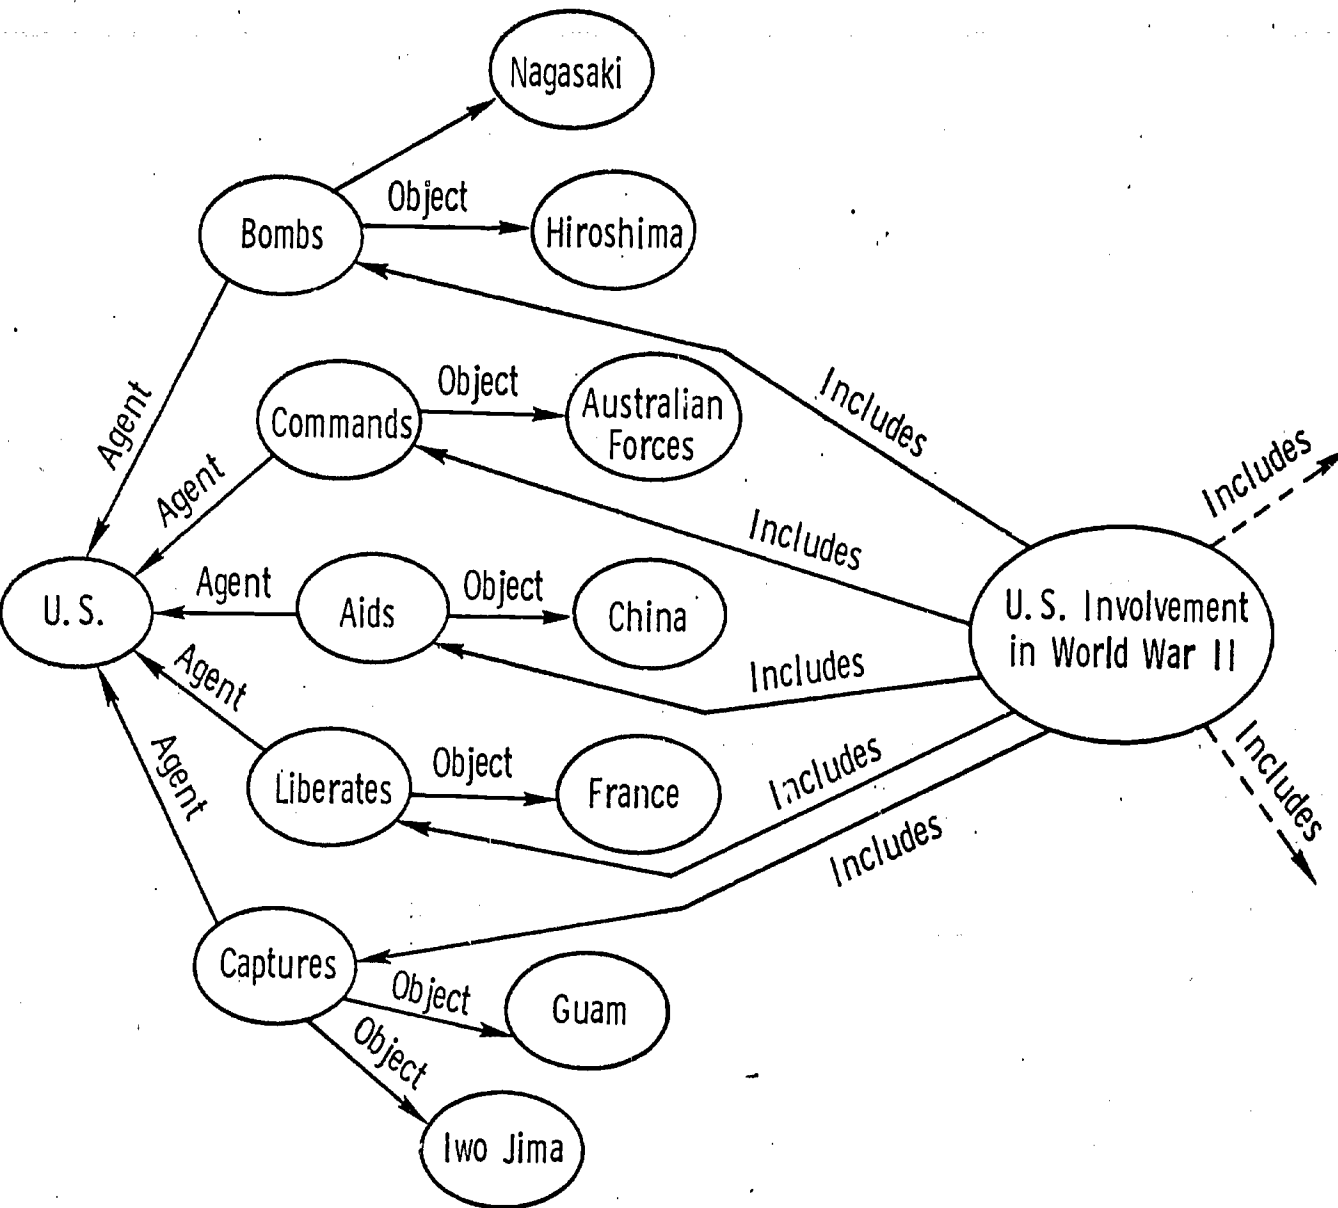 Nagasaki
Object
Bombs
Hiroshima
Agent
Includes
Object
Commands
Australian
Forces
Agent
Includes
Includes
U. S.
Agent
Aids
Object
China
U. S. Involvement
in World War II
Includes
Agent
Liberates
Object
France
Includes
Includes
Agent
Includes
Captures
Object
Guam
Object
Iwo Jima